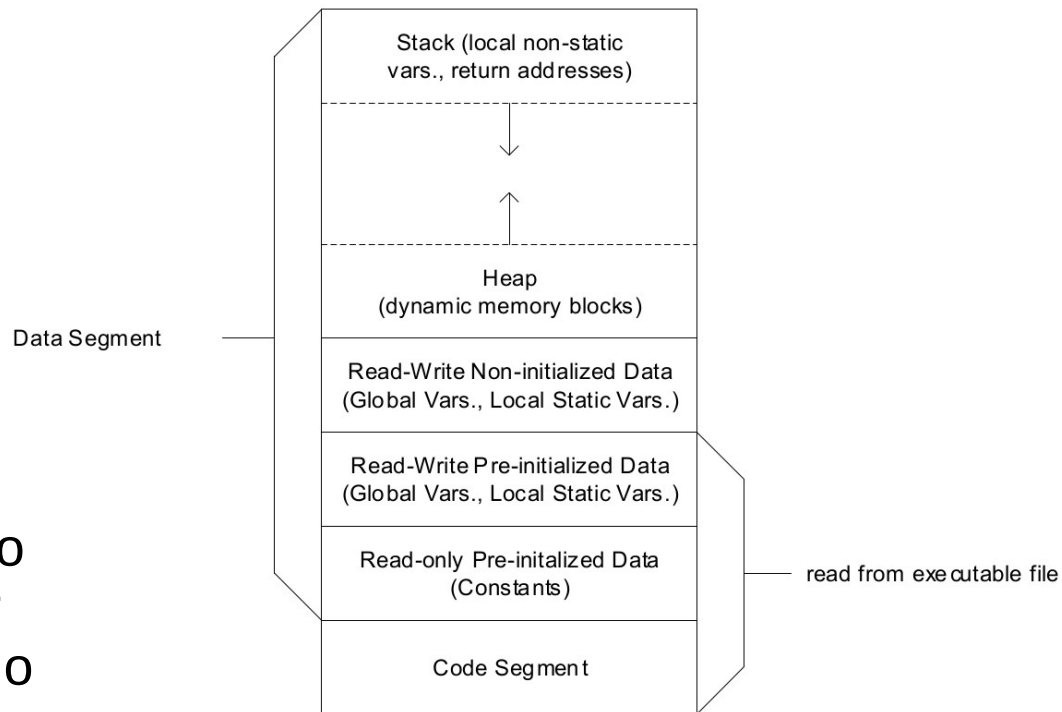 Stack (local non-static
vars., return addresses)
Heap
(dynamic memory blocks)
Data Segment
Read-Write Non-initialized Data
(Global Vars., Local Static Vars.)
Read-Write Pre-initialized Data
(Global Vars., Local Static Vars.)
o
Read-only Pre-initalized Data
(Constants)
read from executable file
o
Code Segment